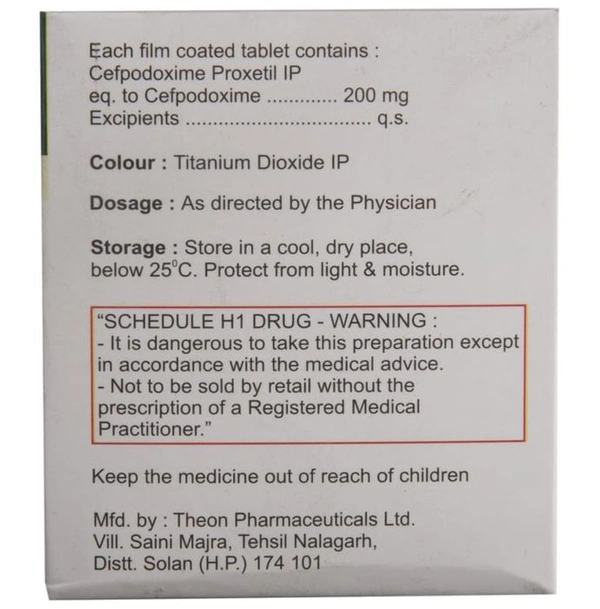 Each film coated tablet contains :
Cefpodoxime Proxetil IP
eq. to Cefpodoxime ............. 200 mg
Excipients .................................. q.s.
Colour : Titanium Dioxide IP
Dosage : As directed by the Physician
Storage : Store in a cool, dry place,
below 25°C. Protect from light & moisture.
“SCHEDULE H1 DRUG - WARNING :
- It is dangerous to take this preparation except
in accordance with the medical advice.
- Not to be sold by retail without the
prescription of a Registered Medical
Practitioner.”
Keep the medicine out of reach of children
Mfd. by : Theon Pharmaceuticals Ltd.
Vill. Saini Majra, Tehsil Nalagarh,
Distt. Solan (H.P.) 174 101